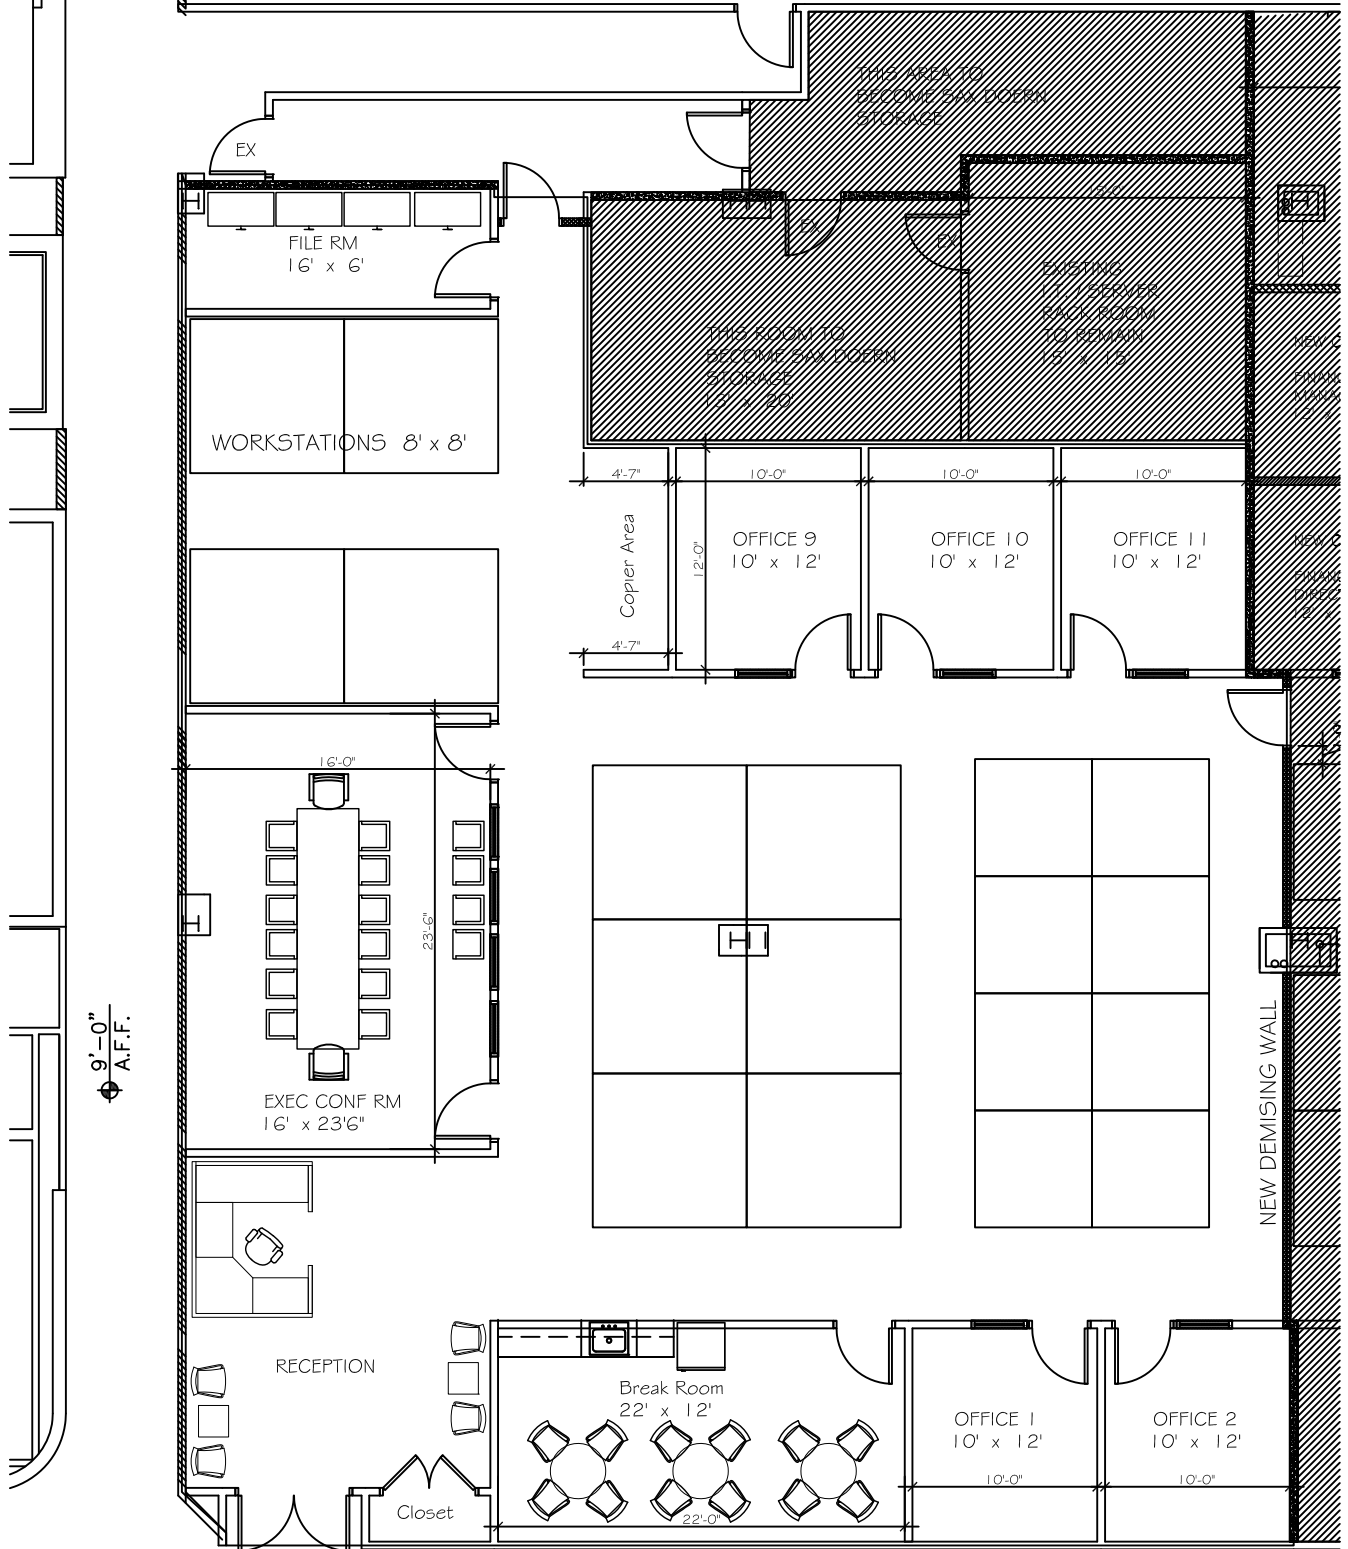 THIS AREA TO
BECOME SAX DOERN
STORAGE
EX
FILE RM
16' x 6'
EX
EX
15'-0"
EXISTING
I.T./ SERVER
RACK ROOM
TO REMAIN
15' x 15'
THIS ROOM TO
BECOME SAX DOERN
STORAGE
13' x 20'
WORKSTATIONS 8' x 8'
4'-7"
10'-0"
10'-0"
10'-0"
Copier Area
12'-0"
OFFICE 9
10' x 12'
OFFICE 10
10' x 12'
OFFICE 11
10' x 12'
4'-7"
NEW
NEW
16'-0"
23'-6"
EXEC CONF RM
16' x 23'6"
9'-0"
A.F.F.
NEW DEMISING WALL
RECEPTION
Break Room
22' x 12'
OFFICE 1
10' x 12'
OFFICE 2
10' x 12'
10'-0"
10'-0"
Closet
22'-0"